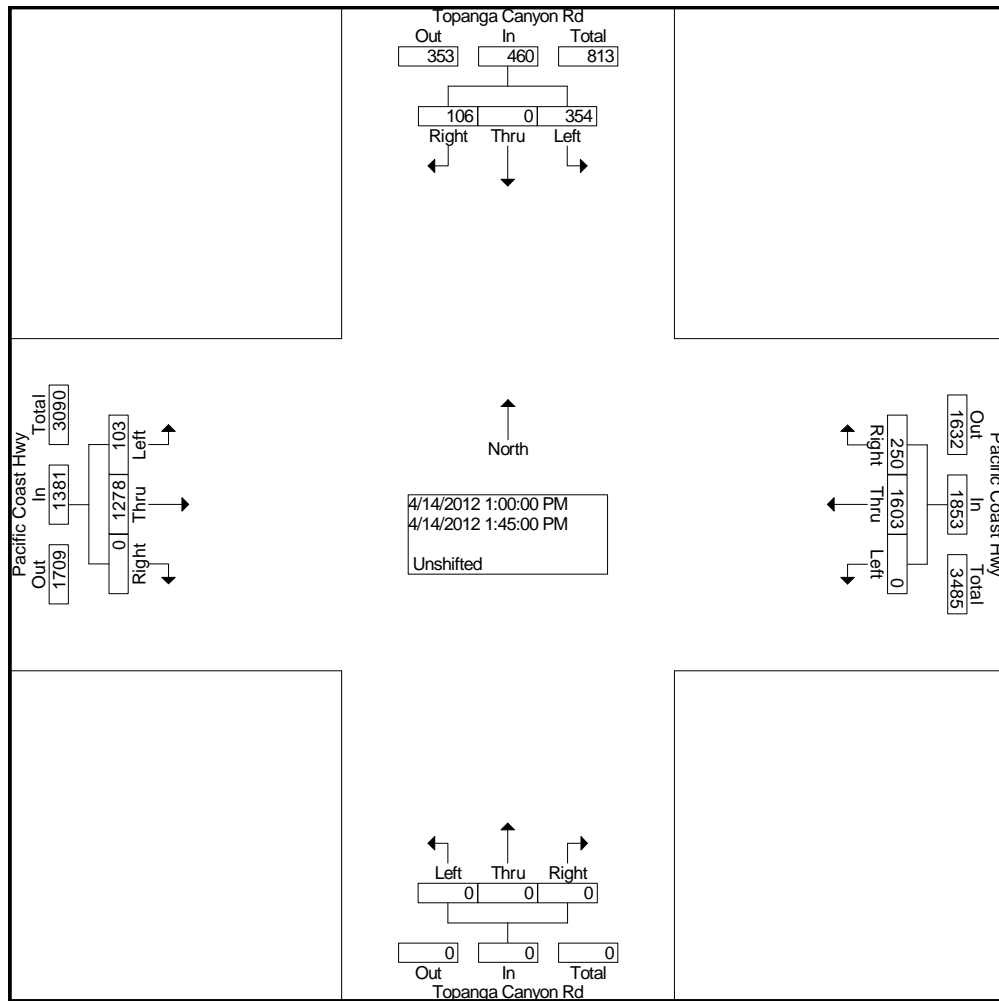 Topanga Canyon Rd
Out In Total
353 460 813
106 0 354
Right Thru Left
Pacific Coast Hwy
Total In Out
3090 1381 1709
103 1278 0
Left Thru Right
North
4/14/2012 1:00:00 PM
4/14/2012 1:45:00 PM
Unshifted
Right Thru Left
250 1603 0
1632 1853 3485
Out In Total
Pacific Coast Hwy
Left Thru Right
0 0 0
0 0 0
Out In Total
Topanga Canyon Rd